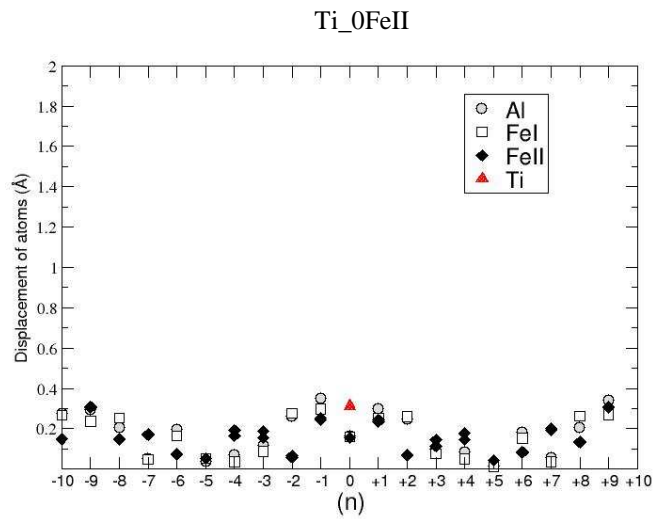 Ti_0FeII
2
1.8
1.6
1.4
1.2
1
0.8
0.6
0.4
0.2
Displacement of atoms (Å)
Al
FeI
FeII
Ti
-10 -9 -8 -7 -6 -5 -4 -3 -2 -1 0 +1 +2 +3 +4 +5 +6 +7 +8 +9 +10
(n)